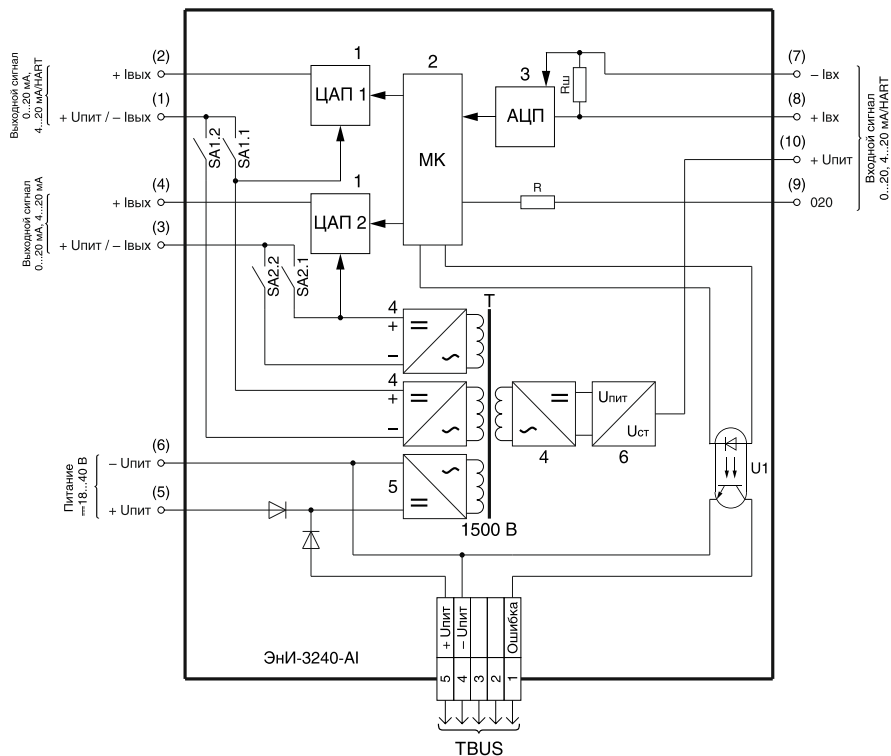 (2)
+ Iвых
(1)
+ Uпит / – Iвых
Выходной сигнал
0...20 мА,
4...20 мА/HART
(4)
+ Iвых
(3)
+ Uпит / – Iвых
Выходной сигнал
0...20 мА, 4...20 мА
SA1.2
SA1.1
SA2.2
SA2.1
1
ЦАП 1
1
ЦАП 2
2
МК
3
АЦП
Rш
R
(7)
– Iвх
(8)
+ Iвх
(10)
+ Uпит
(9)
020
Входной сигнал
0...20, 4...20 мА/HART
4
+
–
T
4
+
–
4
Uпит
Uст
6
U1
(6)
– Uпит
(5)
+ Uпит
Питание
18...40 В
5
1500 В
+ Uпит
– Uпит
Ошибка
5
4
3
2
1
ЭнИ-3240-AI
TBUS